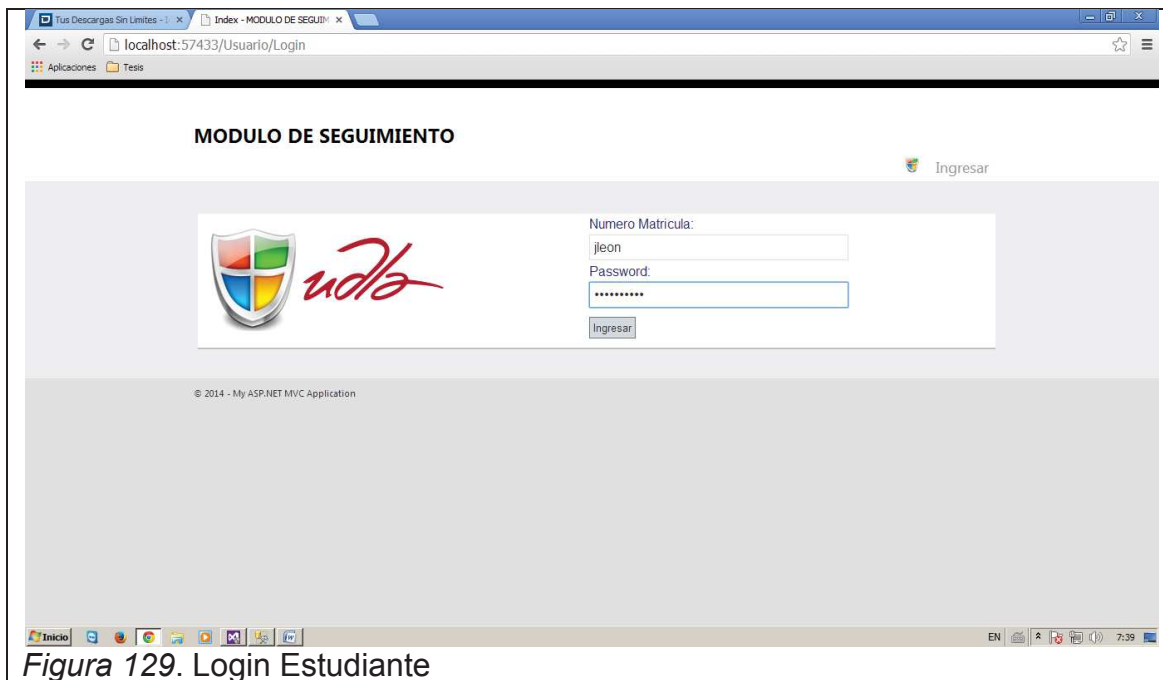 Tus Descargas Sin Limites - I
Index - MODULO DE SEGUIM
localhost:57433/Usuario/Login
Aplicaciones
Tesis
MODULO DE SEGUIMIENTO
Ingresar
Numero Matricula:
jleon
udla
Password:
••••••••••
Ingresar
© 2014 - My ASP.NET MVC Application
Inicio
EN
7:39
Figura 129. Login Estudiante